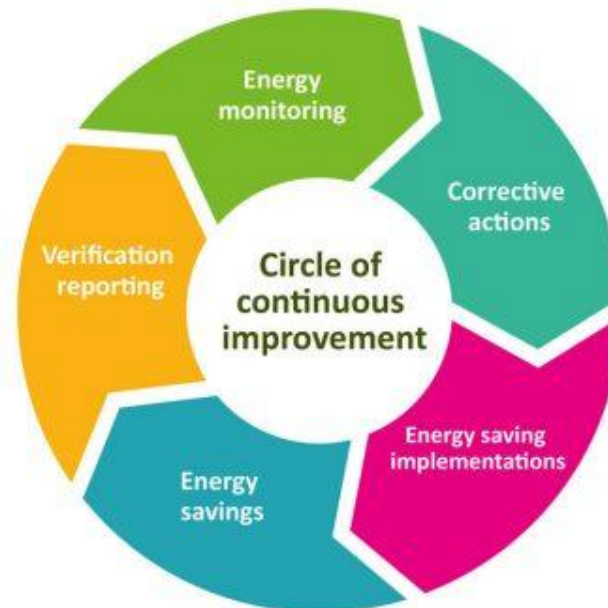 Energy
monitoring
Corrective
actions
Energy saving
implementations
Energy
savings
Verification
reporting
Circle of
continuous
improvement